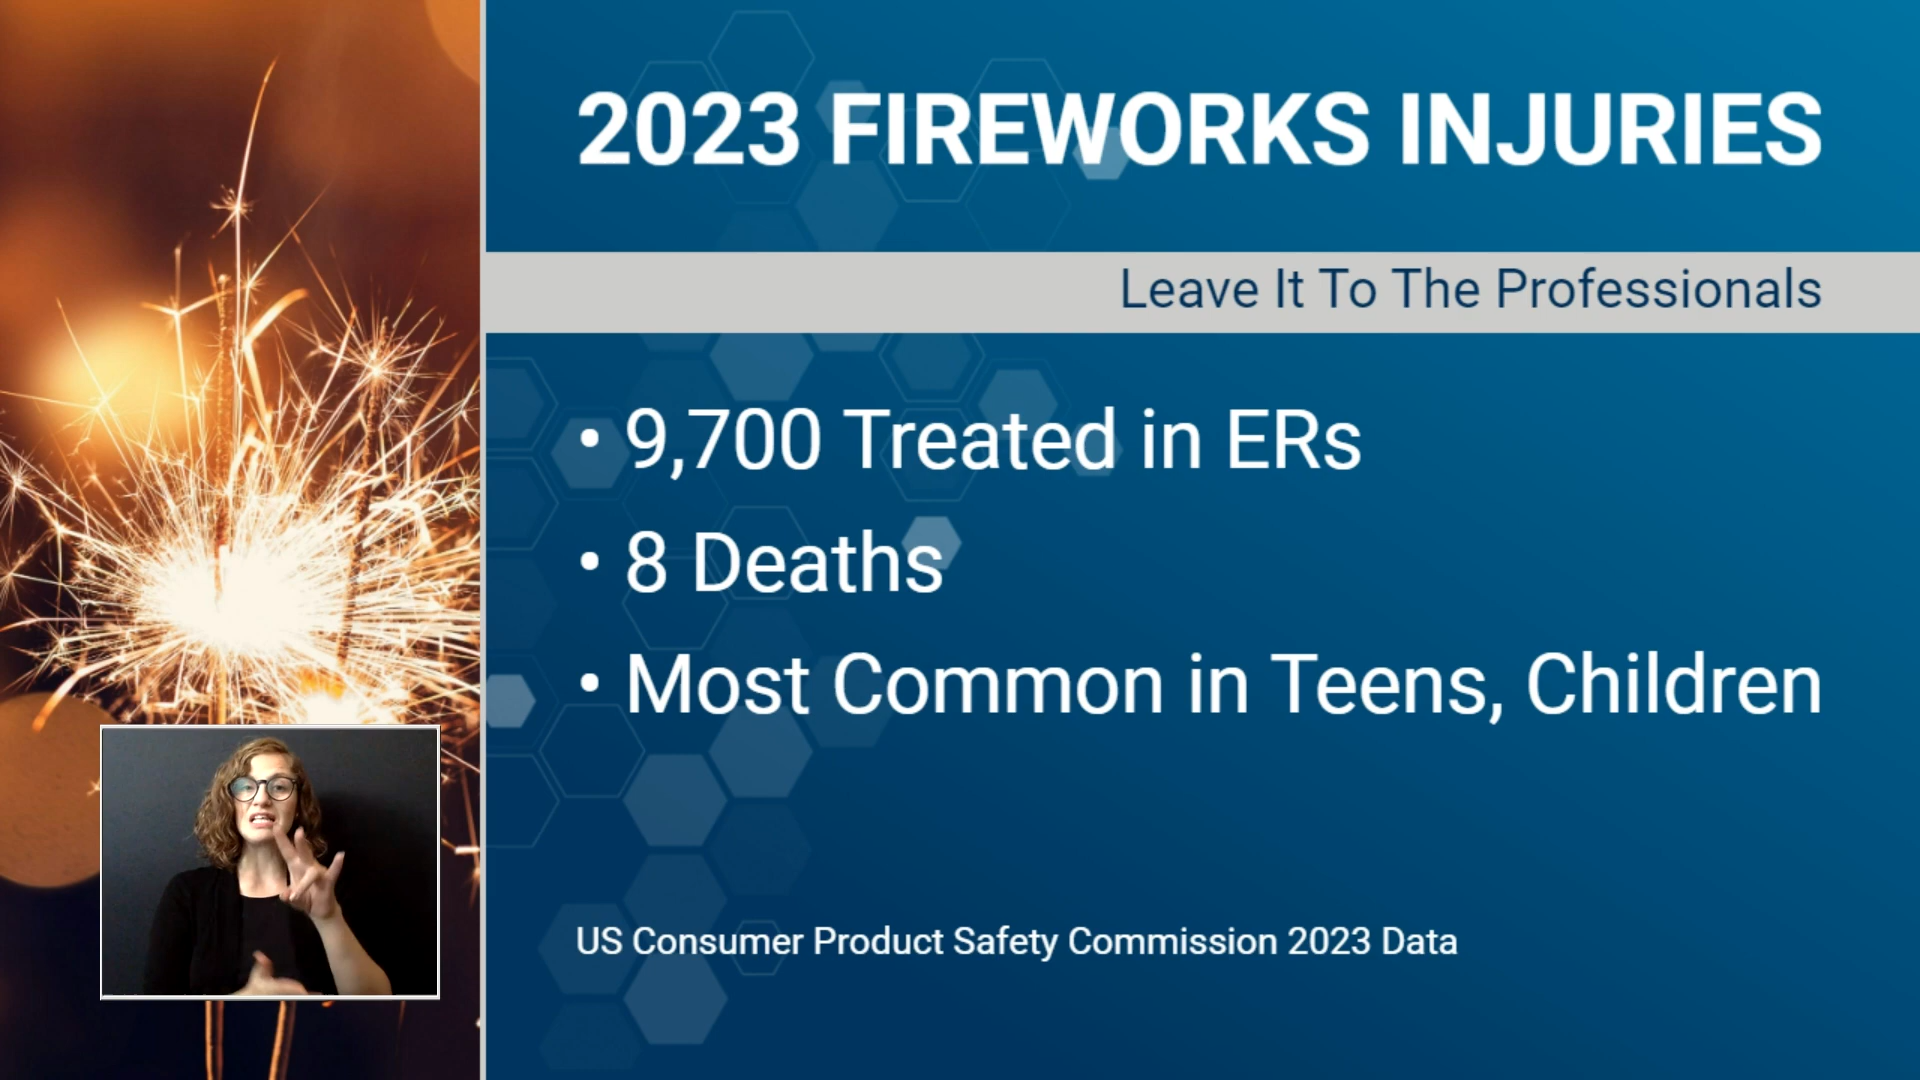 2023 FIREWORKS INJURIES
Leave It To The Professionals
• 9,700 Treated in ERs
• 8 Deaths
• Most Common in Teens, Children
US Consumer Product Safety Commission 2023 Data